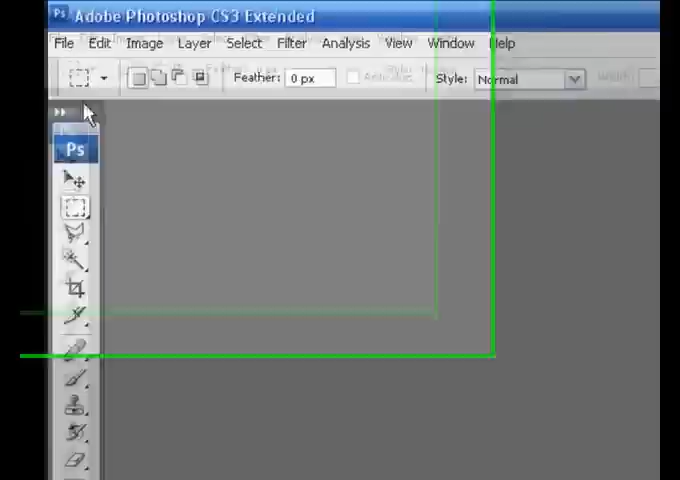 Ps Adobe Photoshop CS3 Extended
File Edit Image Layer Select Filter Analysis View Window Help
Feather: 0 px Style: Normal
Ps